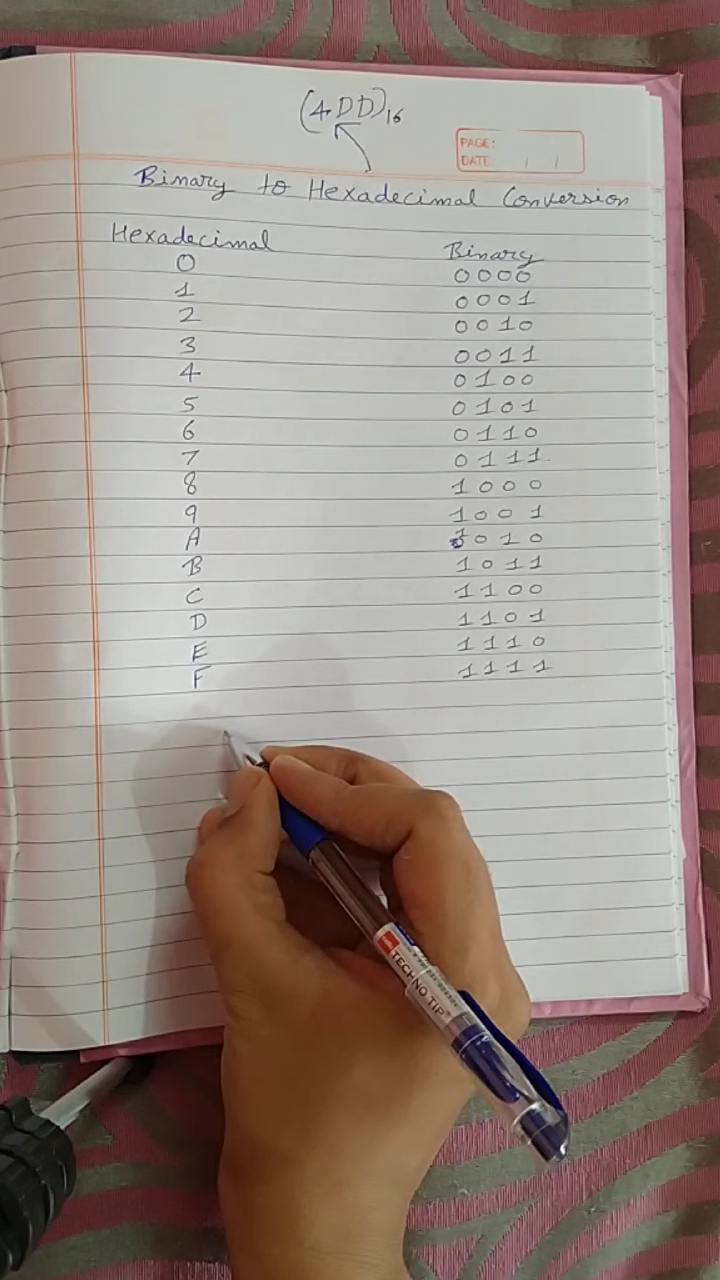 (4DD)16
PAGE:
DATE: / /
Binary to Hexadecimal Conversion
Hexadecimal Binary
0 0000
1 0001
2 0010
3 0011
4 0100
5 0101
6 0110
7 0111
8 1000
9 1001
A 1010
B 1011
C 1100
D 1101
E 1110
F 1111
TECHNO TIP